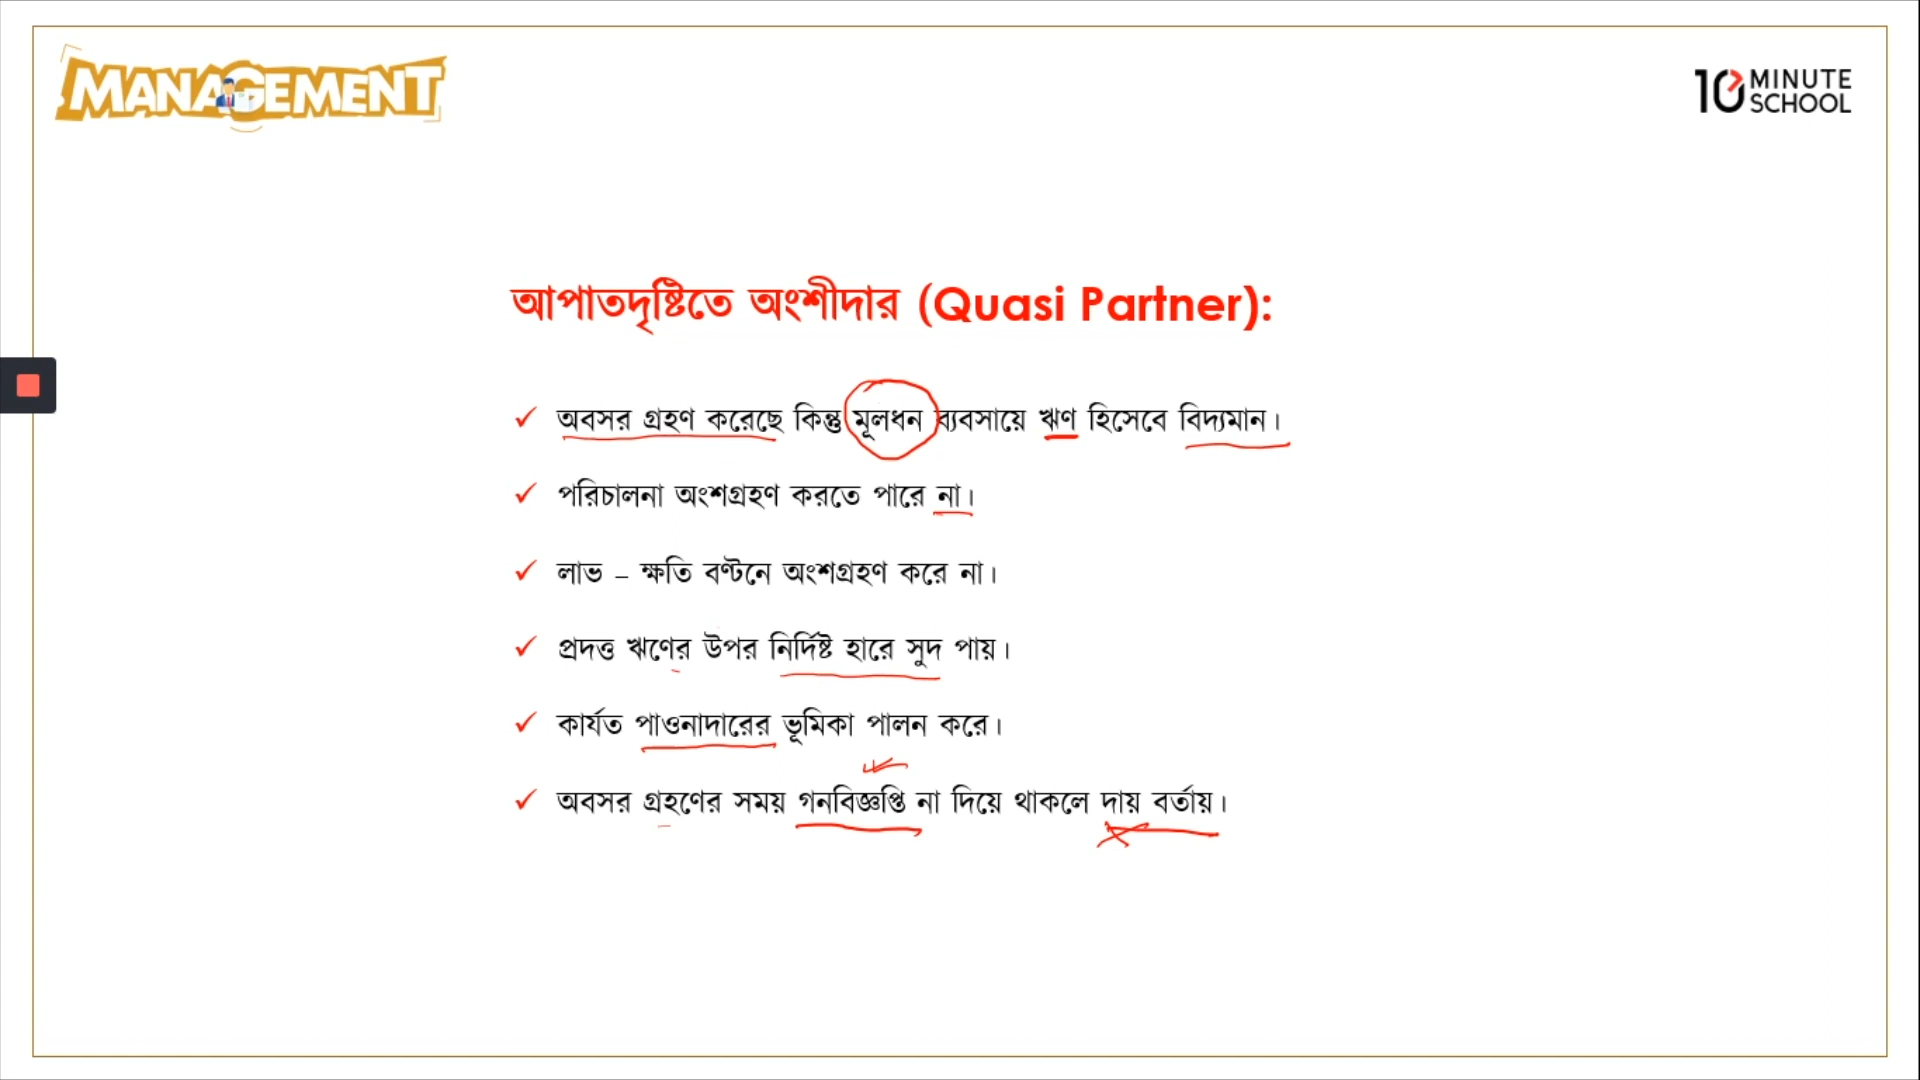 MANAGEMENT
10 MINUTE
SCHOOL
আপাতদৃষ্টিতে অংশীদার (Quasi Partner):
✓ অবসর গ্রহণ করেছে কিন্তু মূলধন ব্যবসায়ে ঋণ হিসেবে বিদ্যমান।
✓ পরিচালনা অংশগ্রহণ করতে পারে না।
✓ লাভ – ক্ষতি বণ্টনে অংশগ্রহণ করে না।
✓ প্রদত্ত ঋণের উপর নির্দিষ্ট হারে সুদ পায়।
✓ কার্যত পাওনাদারের ভূমিকা পালন করে।
✓ অবসর গ্রহণের সময় গনবিজ্ঞপ্তি না দিয়ে থাকলে দায় বর্তায়।